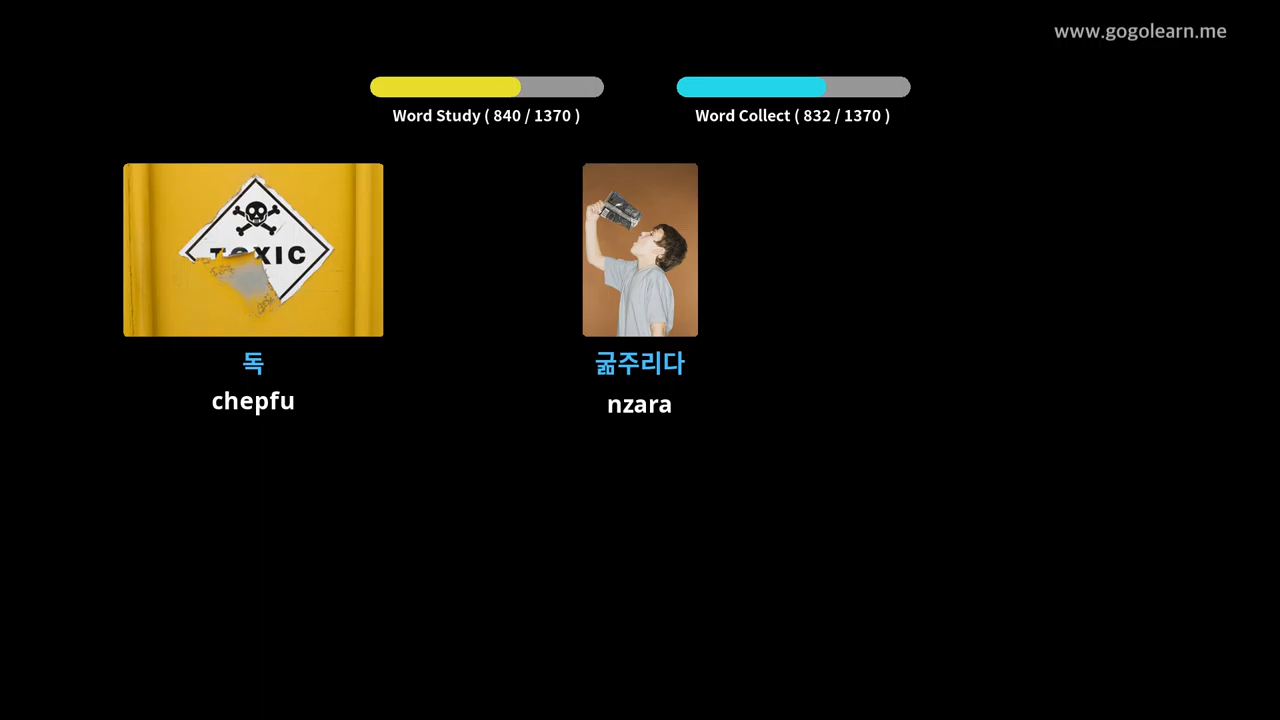 www.gogolearn.me
Word Study ( 840 / 1370 )
Word Collect ( 832 / 1370 )
TOXIC
독
굶주리다
chepfu
nzara